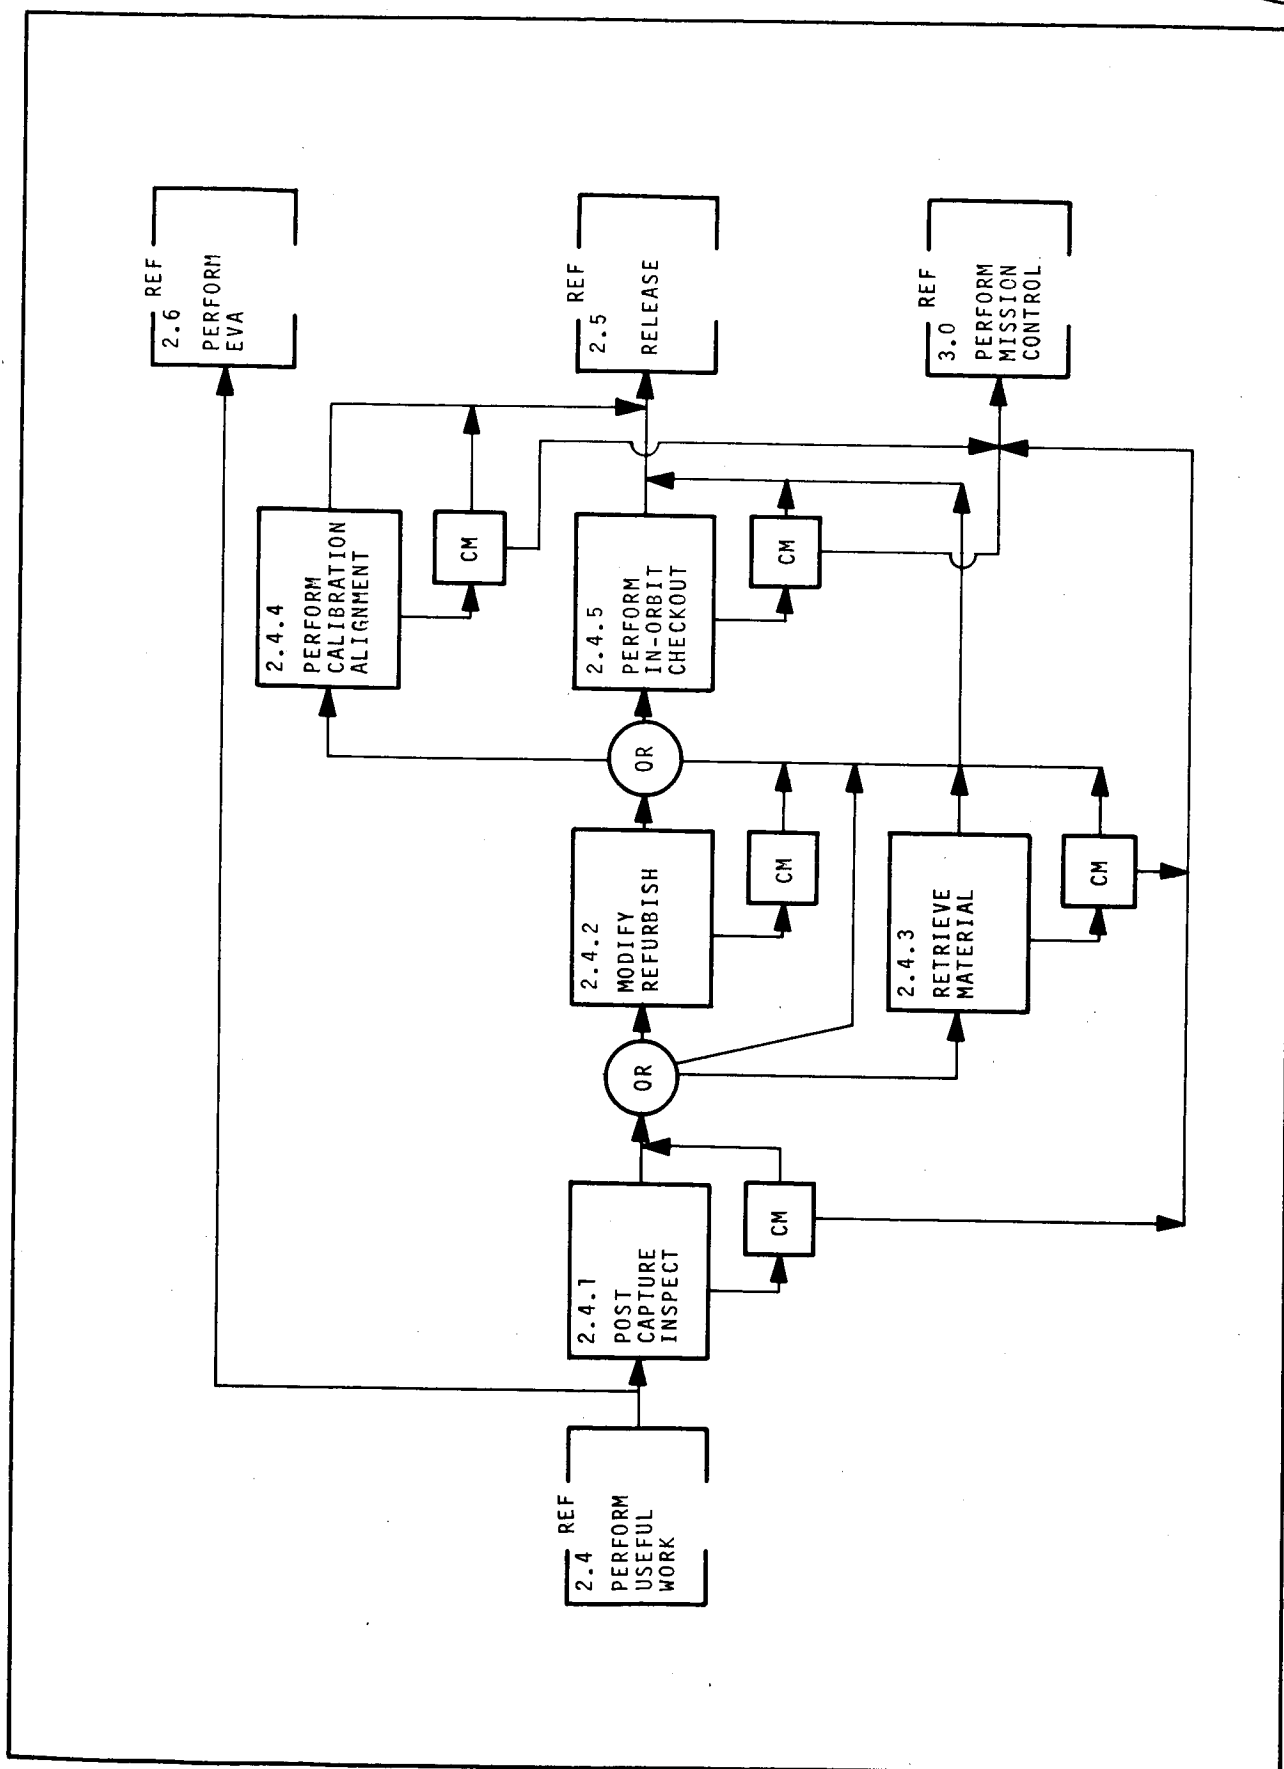 REF
2.4
PERFORM
USEFUL
WORK
2.4.1
POST
CAPTURE
INSPECT
CM
OR
2.4.2
MODIFY
REFURBISH
CM
2.4.3
RETRIEVE
MATERIAL
CM
OR
2.4.4
PERFORM
CALIBRATION
ALIGNMENT
CM
2.4.5
PERFORM
IN-ORBIT
CHECKOUT
CM
REF
2.6
PERFORM
EVA
REF
2.5
RELEASE
REF
3.0
PERFORM
MISSION
CONTROL